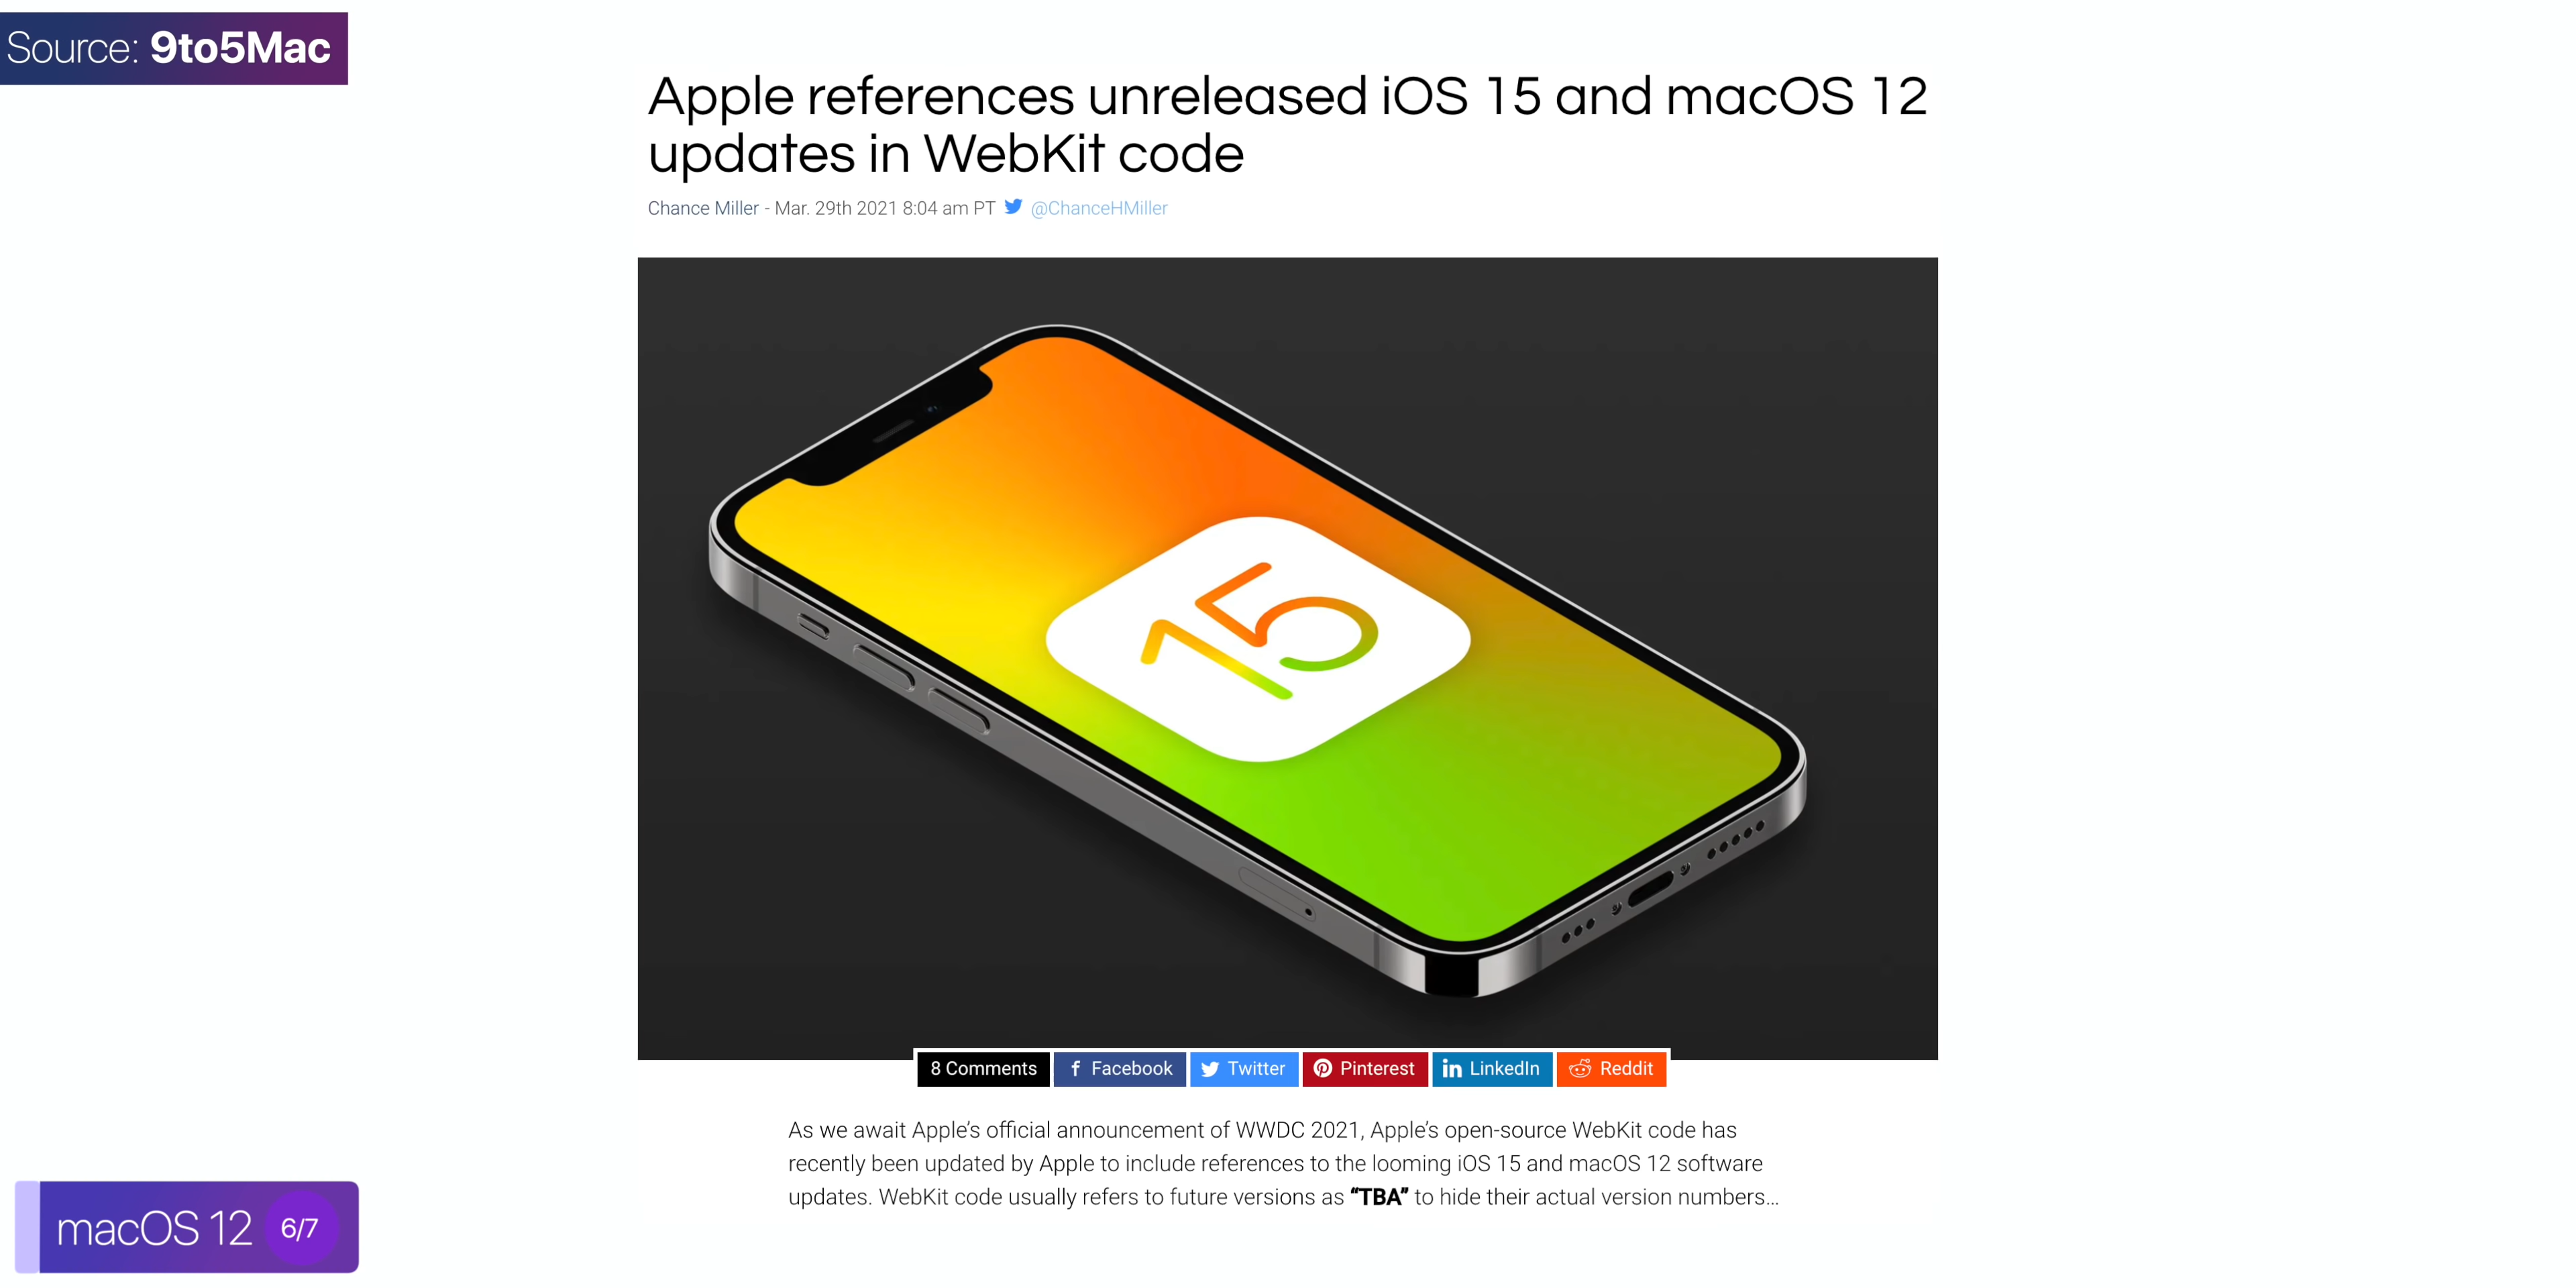 Source: 9to5Mac
Apple references unreleased iOS 15 and macOS 12
updates in WebKit code
Chance Miller - Mar. 29th 2021 8:04 am PT @ChanceHMiller
15
8 Comments Facebook Twitter Pinterest LinkedIn Reddit
As we await Apple’s official announcement of WWDC 2021, Apple’s open-source WebKit code has
recently been updated by Apple to include references to the looming iOS 15 and macOS 12 software
updates. WebKit code usually refers to future versions as “TBA” to hide their actual version numbers…
macOS 12 6/7